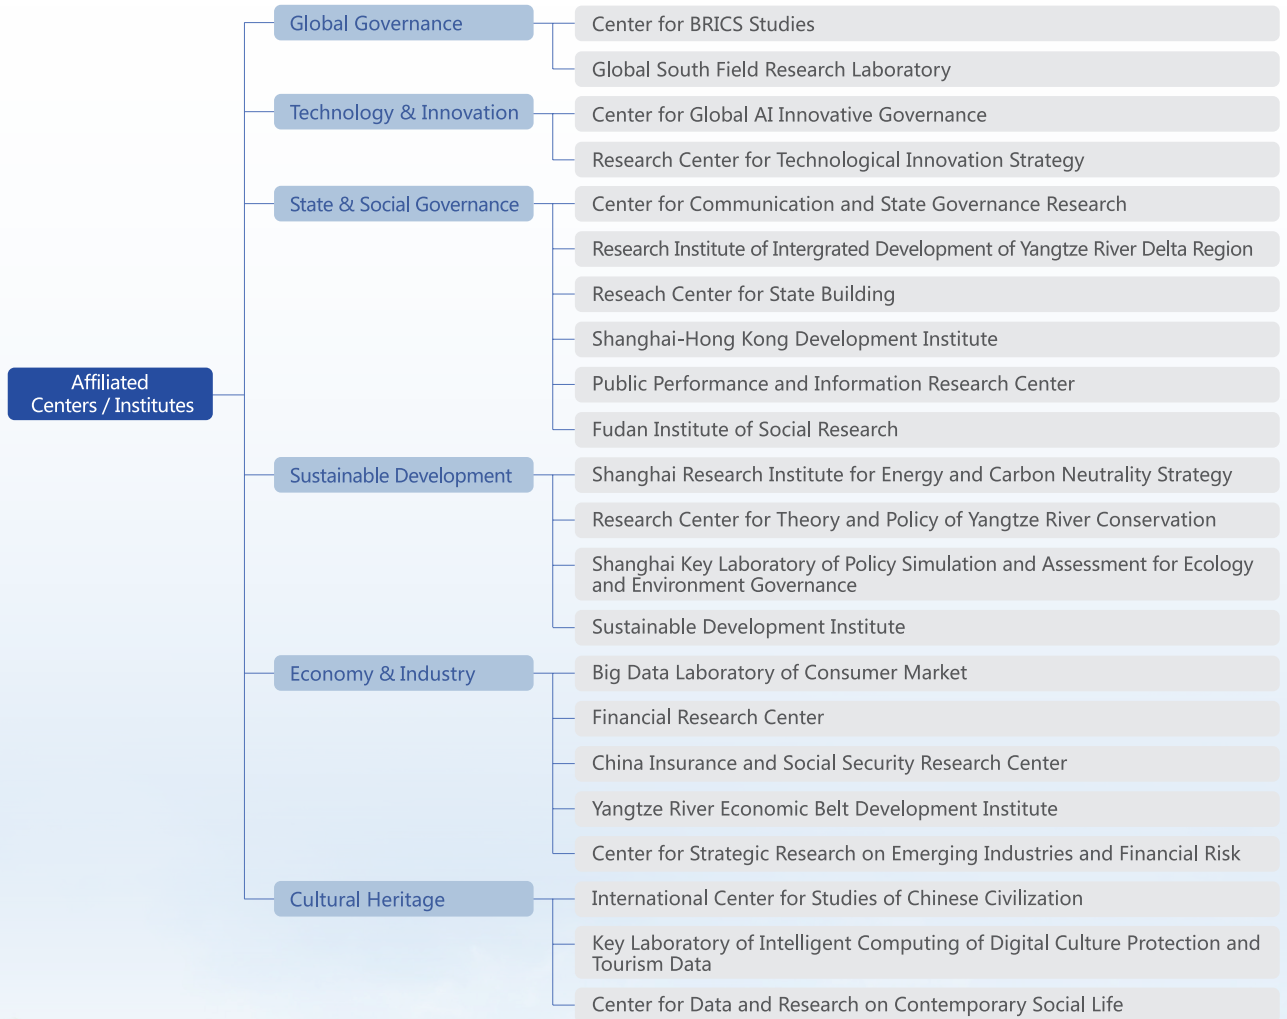 Affiliated
Centers / Institutes
Global Governance
Center for BRICS Studies
Global South Field Research Laboratory
Technology & Innovation
Center for Global AI Innovative Governance
Research Center for Technological Innovation Strategy
State & Social Governance
Center for Communication and State Governance Research
Research Institute of Intergrated Development of Yangtze River Delta Region
Reseach Center for State Building
Shanghai-Hong Kong Development Institute
Public Performance and Information Research Center
Fudan Institute of Social Research
Sustainable Development
Shanghai Research Institute for Energy and Carbon Neutrality Strategy
Research Center for Theory and Policy of Yangtze River Conservation
Shanghai Key Laboratory of Policy Simulation and Assessment for Ecology
and Environment Governance
Sustainable Development Institute
Economy & Industry
Big Data Laboratory of Consumer Market
Financial Research Center
China Insurance and Social Security Research Center
Yangtze River Economic Belt Development Institute
Center for Strategic Research on Emerging Industries and Financial Risk
Cultural Heritage
International Center for Studies of Chinese Civilization
Key Laboratory of Intelligent Computing of Digital Culture Protection and
Tourism Data
Center for Data and Research on Contemporary Social Life